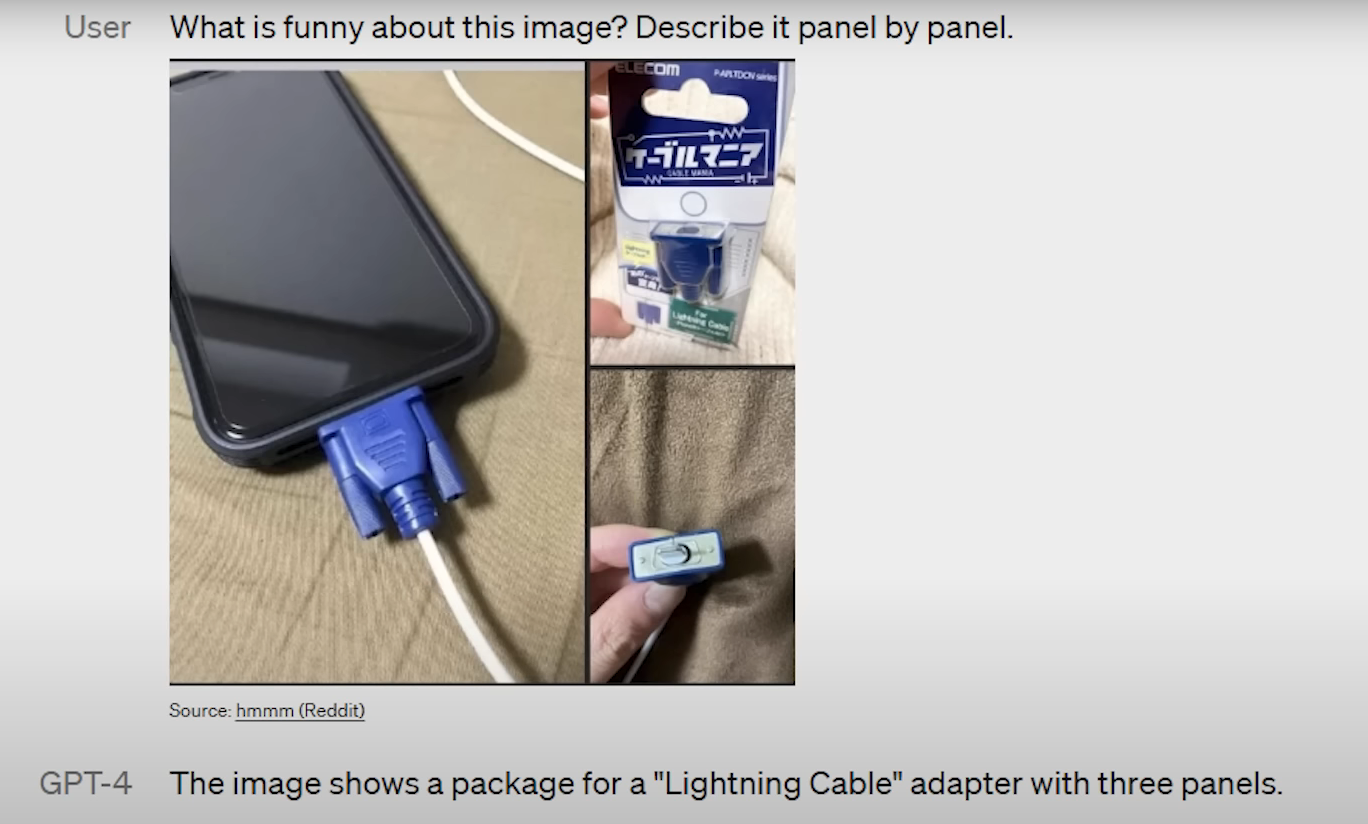 User What is funny about this image? Describe it panel by panel.
ELECOM P-APLTDCN series
ケーブルマニア
CABLE MANIA
Lightning
For
Lightning Cable
Source: hmmm (Reddit)
GPT-4 The image shows a package for a "Lightning Cable" adapter with three panels.